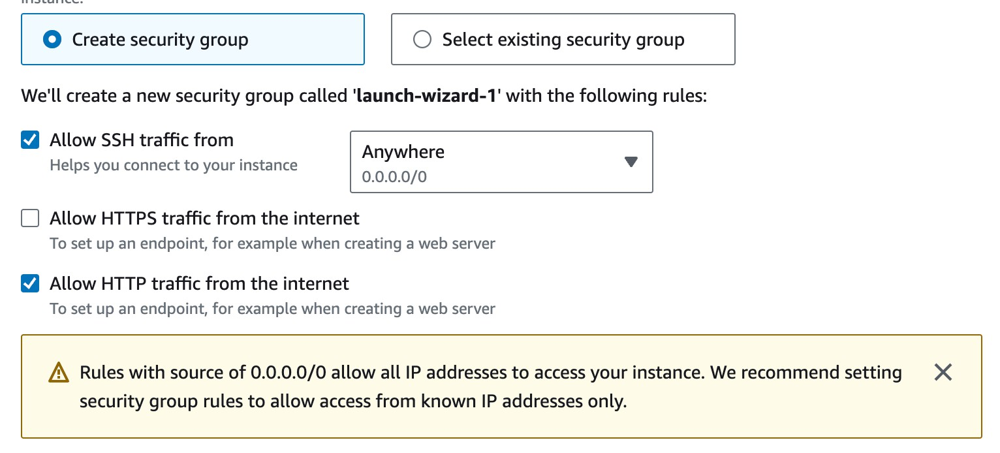 instance.
Create security group
Select existing security group
We'll create a new security group called 'launch-wizard-1' with the following rules:
Allow SSH traffic from
Helps you connect to your instance
Anywhere
0.0.0.0/0
Allow HTTPS traffic from the internet
To set up an endpoint, for example when creating a web server
Allow HTTP traffic from the internet
To set up an endpoint, for example when creating a web server
Rules with source of 0.0.0.0/0 allow all IP addresses to access your instance. We recommend setting
security group rules to allow access from known IP addresses only.